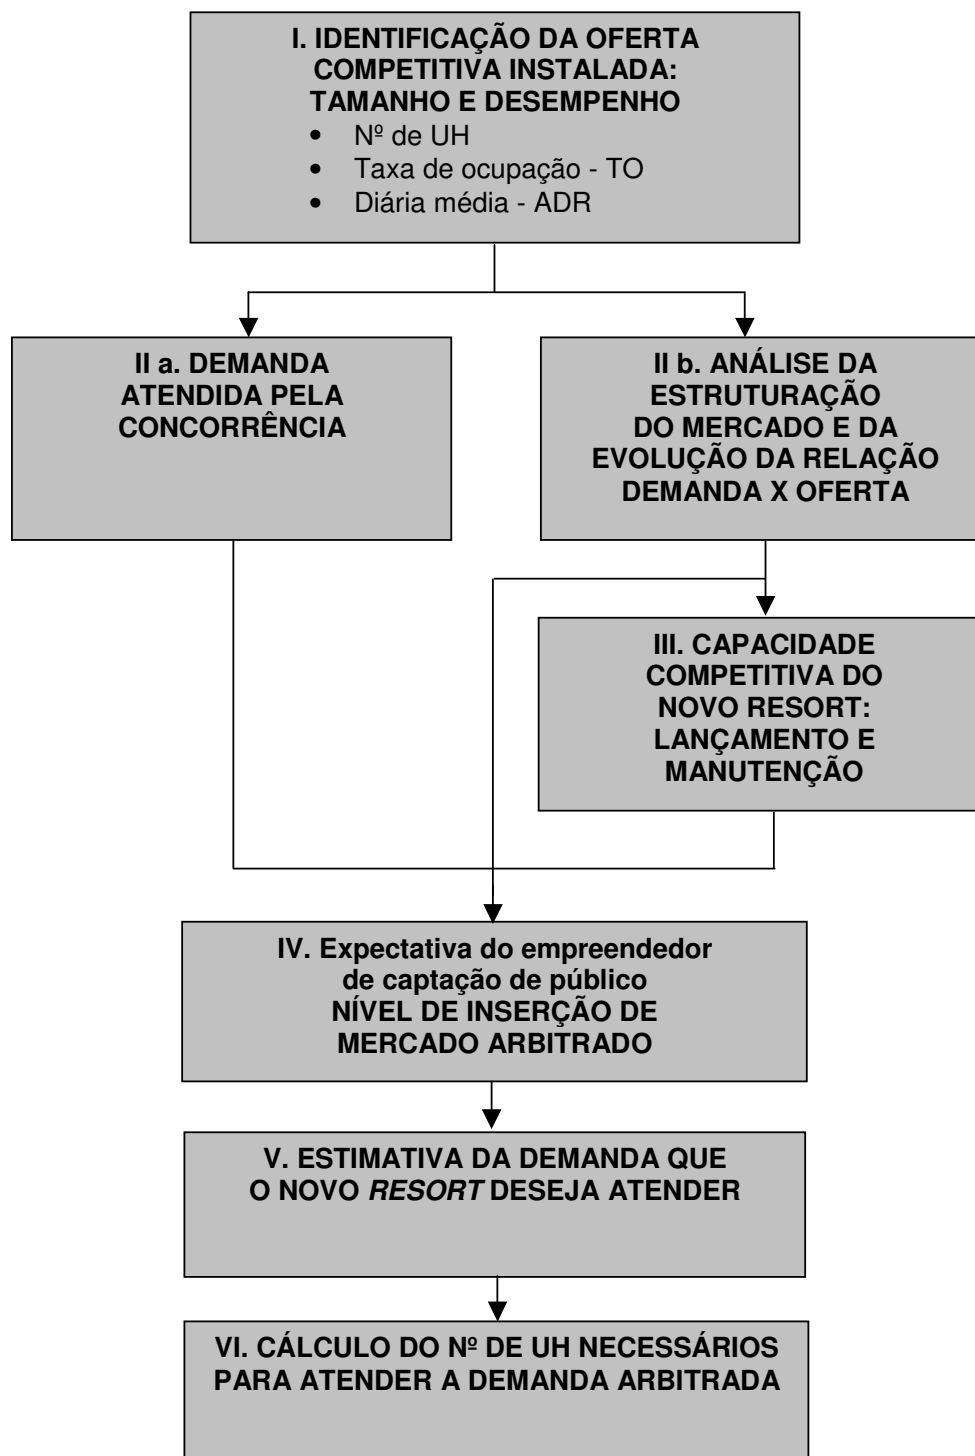 I. IDENTIFICAÇÃO DA OFERTA
COMPETITIVA INSTALADA:
TAMANHO E DESEMPENHO
• Nº de UH
• Taxa de ocupação - TO
• Diária média - ADR
II a. DEMANDA
ATENDIDA PELA
CONCORRÊNCIA
II b. ANÁLISE DA
ESTRUTURAÇÃO
DO MERCADO E DA
EVOLUÇÃO DA RELAÇÃO
DEMANDA X OFERTA
III. CAPACIDADE
COMPETITIVA DO
NOVO RESORT:
LANÇAMENTO E
MANUTENÇÃO
IV. Expectativa do empreendedor
de captação de público
NÍVEL DE INSERÇÃO DE
MERCADO ARBITRADO
V. ESTIMATIVA DA DEMANDA QUE
O NOVO RESORT DESEJA ATENDER
VI. CÁLCULO DO Nº DE UH NECESSÁRIOS
PARA ATENDER A DEMANDA ARBITRADA